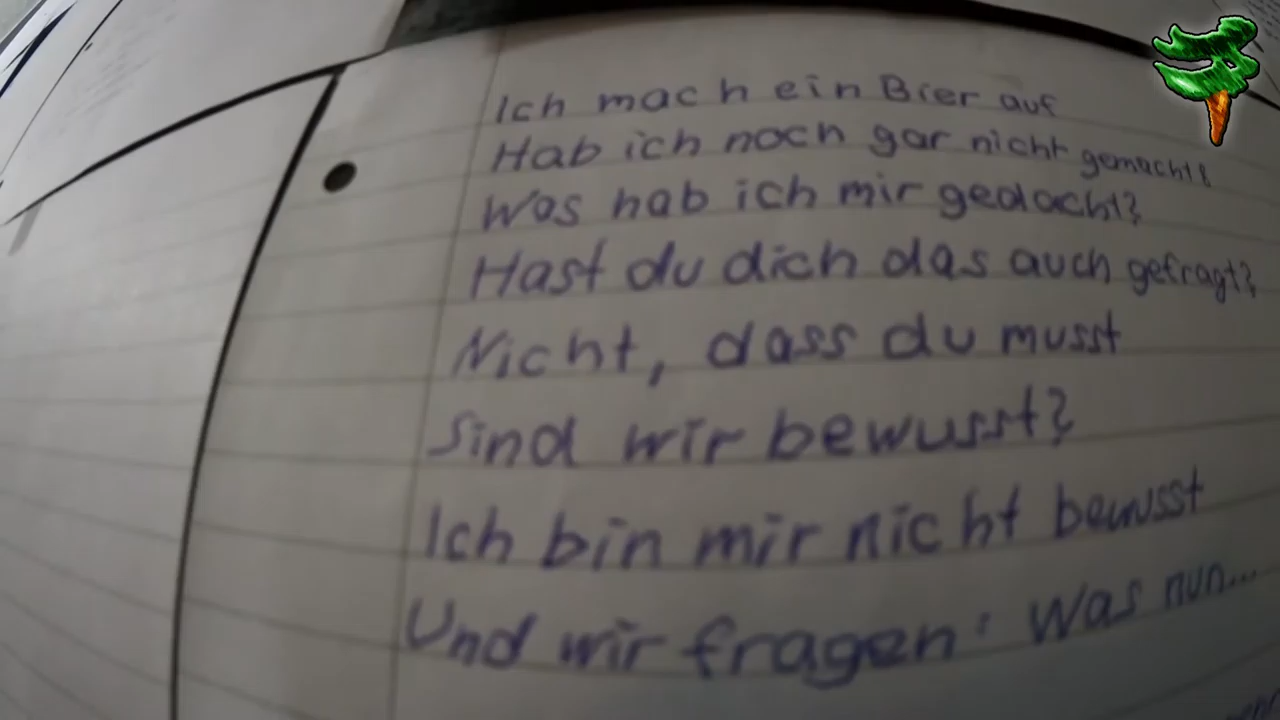 Ich mach ein Bier auf
Hab ich noch gar nicht gemacht!
Was hab ich mir gedacht?
Hast du dich das auch gefragt?
Nicht, dass du musst
Sind wir bewusst?
Ich bin mir nicht bewusst
Und wir fragen: Was nun...